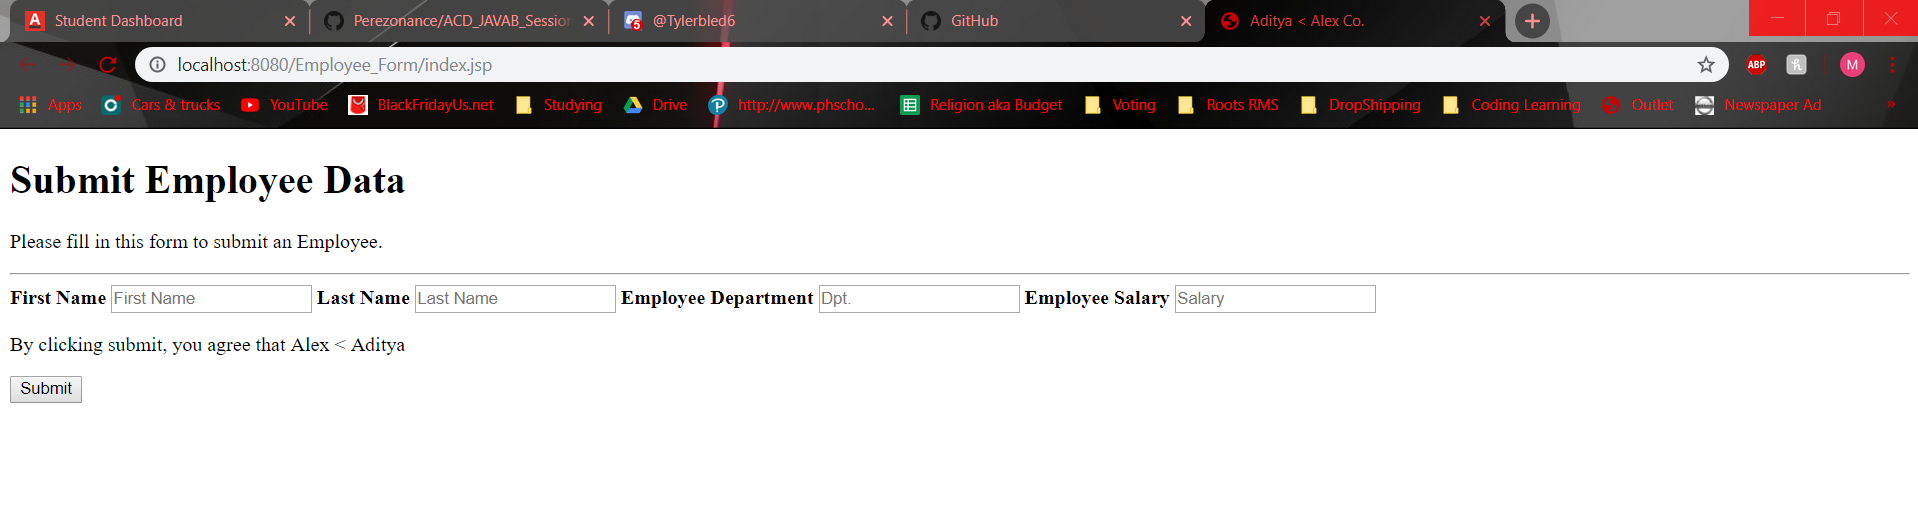 Student Dashboard Perezonance/ACD_JAVAB_Session @Tylerbled6 GitHub Aditya < Alex Co.
localhost:8080/Employee_Form/index.jsp ABP M
Apps Cars & trucks YouTube BlackFridayUs.net Studying Drive http://www.phscho... Religion aka Budget Voting Roots RMS DropShipping Coding Learning Outlet Newspaper Ad »
Submit Employee Data
Please fill in this form to submit an Employee.
First Name First Name Last Name Last Name Employee Department Dpt. Employee Salary Salary
By clicking submit, you agree that Alex < Aditya
Submit